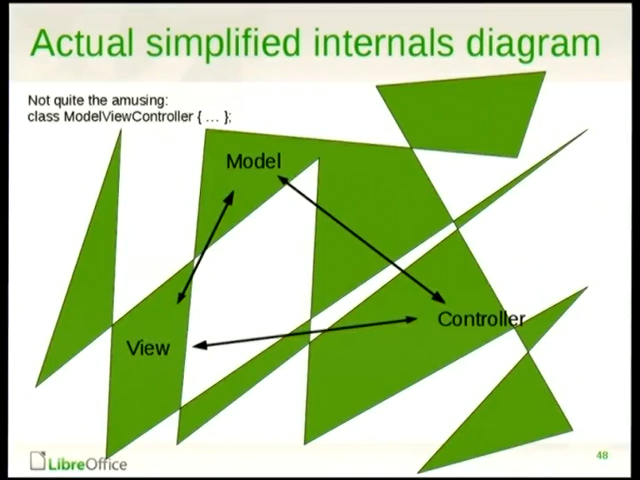 Actual simplified internals diagram
Not quite the amusing:
class ModelViewController { ... };
Model
Controller
View
LibreOffice
48